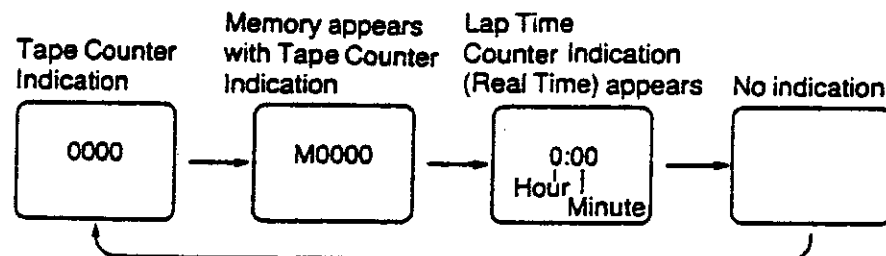 Tape Counter
Indication
Memory appears
with Tape Counter
Indication
Lap Time
Counter Indication
(Real Time) appears
No indication
0000
M0000
0:00
Hour
Minute